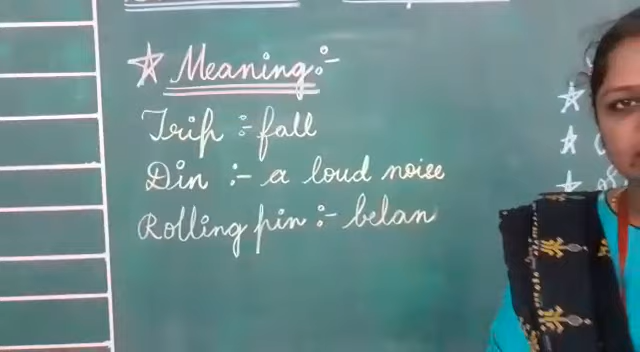 Meaning:-
Trip :- fall
Din :- a loud noise
Rolling pin :- belan